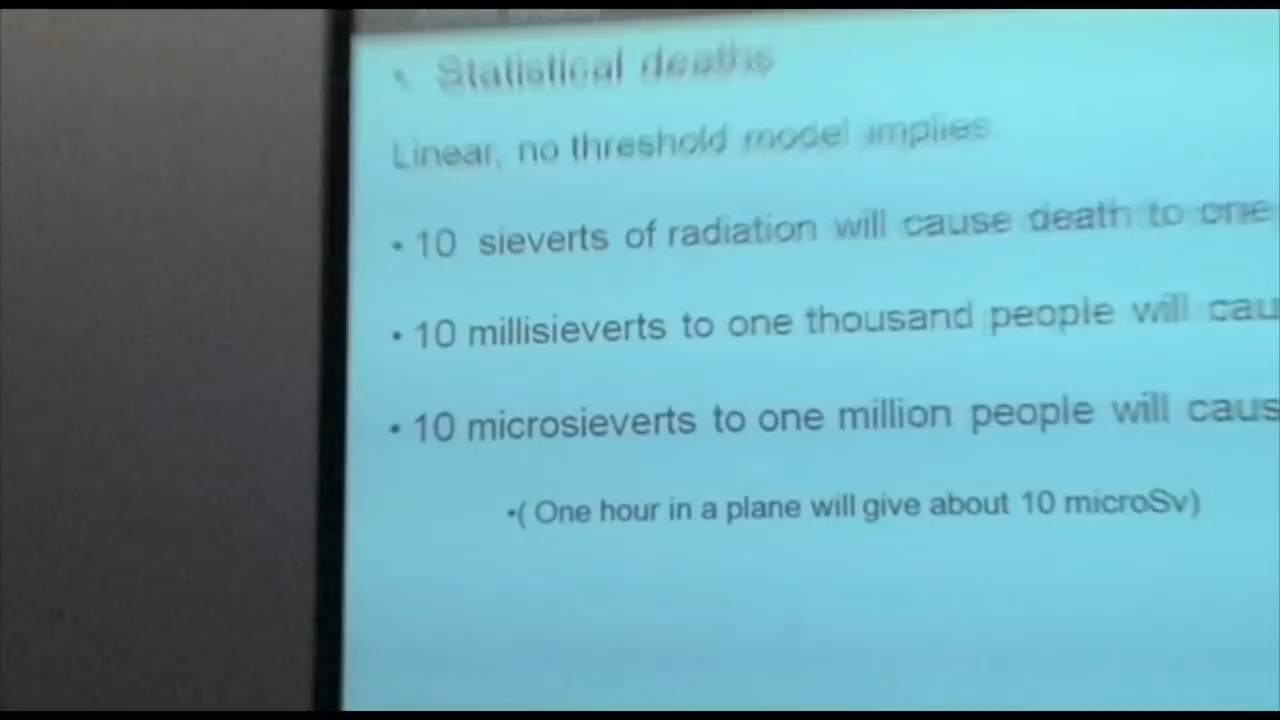 • Statistical deaths
Linear, no threshold model implies.
• 10 sieverts of radiation will cause death to one
• 10 millisieverts to one thousand people will cau
• 10 microsieverts to one million people will caus
•( One hour in a plane will give about 10 microSv)